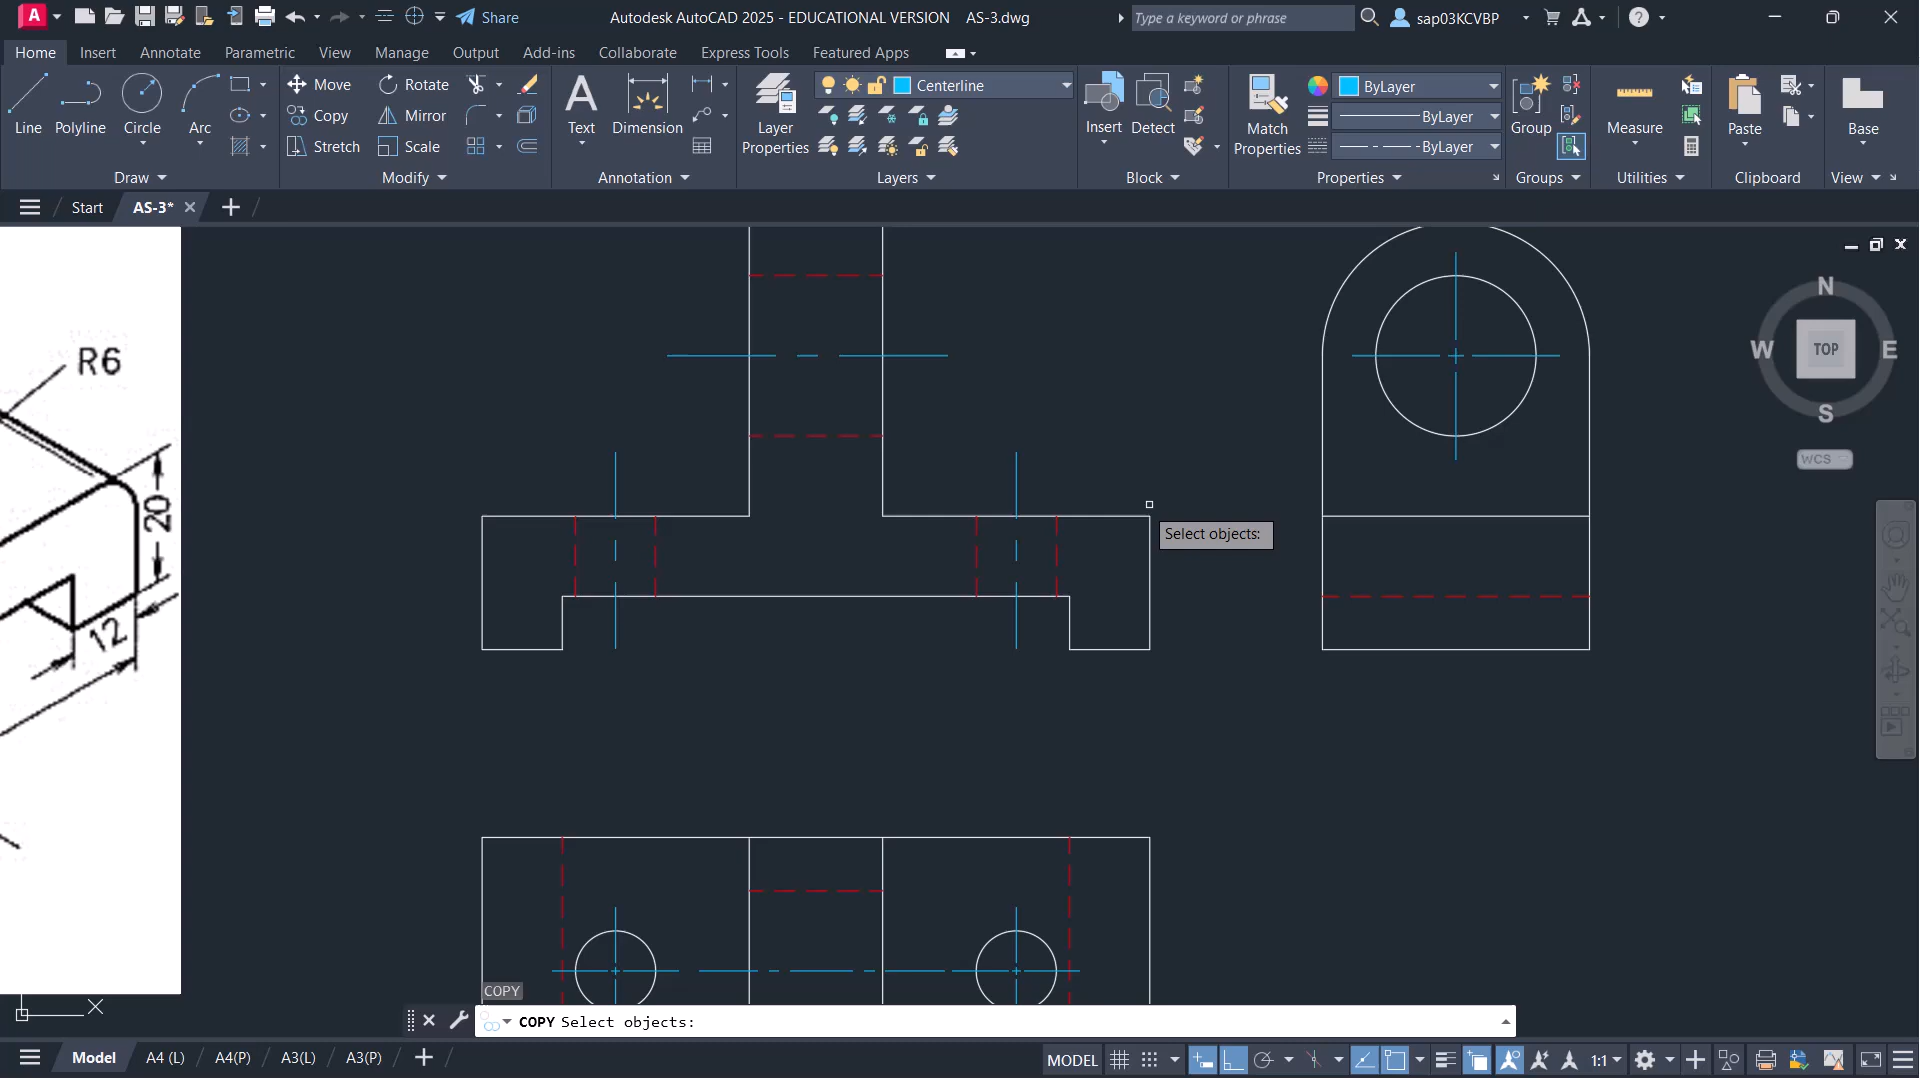 Share
Autodesk AutoCAD 2025 - EDUCATIONAL VERSION AS-3.dwg
Type a keyword or phrase
sap03KCVBP
Home Insert Annotate Parametric View Manage Output Add-ins Collaborate Express Tools Featured Apps
Line
Polyline
Circle
Arc
Draw
Move
Rotate
Copy
Mirror
Stretch
Scale
Modify
Text
Dimension
Annotation
Layer
Properties
Centerline
Layers
Insert
Detect
Block
Match
Properties
ByLayer
ByLayer
ByLayer
Properties
Group
Groups
Measure
Utilities
Paste
Clipboard
Base
View
Start
AS-3*
R6
20
12
N
W
TOP
E
S
WCS
Select objects:
COPY
COPY Select objects:
Model
A4 (L)
A4(P)
A3(L)
A3(P)
MODEL
1:1